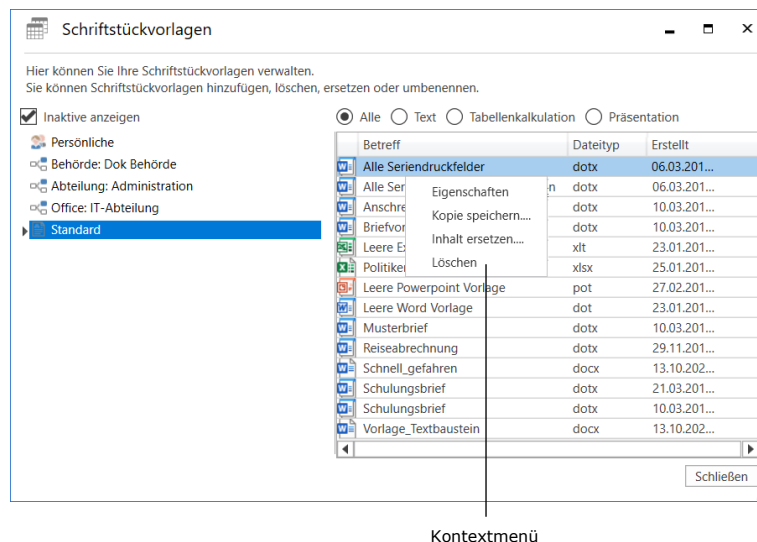 Schriftstückvorlagen
Hier können Sie Ihre Schriftstückvorlagen verwalten.
Sie können Schriftstückvorlagen hinzufügen, löschen, ersetzen oder umbenennen.
Inaktive anzeigen
Alle Text Tabellenkalkulation Präsentation
Persönliche
Behörde: Dok Behörde
Abteilung: Administration
Office: IT-Abteilung
Standard
Betreff Dateityp Erstellt
Alle Seriendruckfelder dotx 06.03.201...
Alle Ser n dotx 06.03.201...
Anschre dotx 10.03.201...
Briefvor dotx 10.03.201...
Leere Ex xlt 23.01.201...
Politiker xlsx 25.01.201...
Leere Powerpoint Vorlage pot 27.02.201...
Leere Word Vorlage dot 23.01.201...
Musterbrief dotx 10.03.201...
Reiseabrechnung dotx 29.11.201...
Schnell_gefahren docx 13.10.202...
Schulungsbrief dotx 21.03.201...
Schulungsbrief dotx 10.03.201...
Vorlage_Textbaustein docx 13.10.202...
Eigenschaften
Kopie speichern....
Inhalt ersetzen....
Löschen
Schließen
Kontextmenü